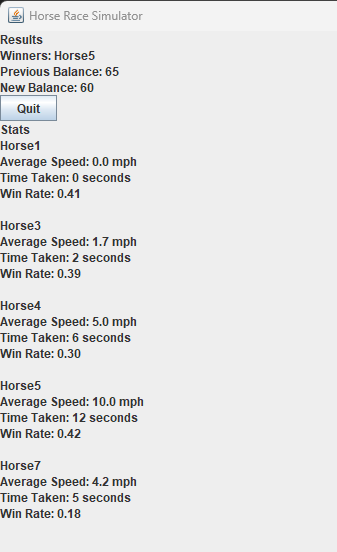 Horse Race Simulator
Results
Winners: Horse5
Previous Balance: 65
New Balance: 60
Quit
Stats
Horse1
Average Speed: 0.0 mph
Time Taken: 0 seconds
Win Rate: 0.41
Horse3
Average Speed: 1.7 mph
Time Taken: 2 seconds
Win Rate: 0.39
Horse4
Average Speed: 5.0 mph
Time Taken: 6 seconds
Win Rate: 0.30
Horse5
Average Speed: 10.0 mph
Time Taken: 12 seconds
Win Rate: 0.42
Horse7
Average Speed: 4.2 mph
Time Taken: 5 seconds
Win Rate: 0.18